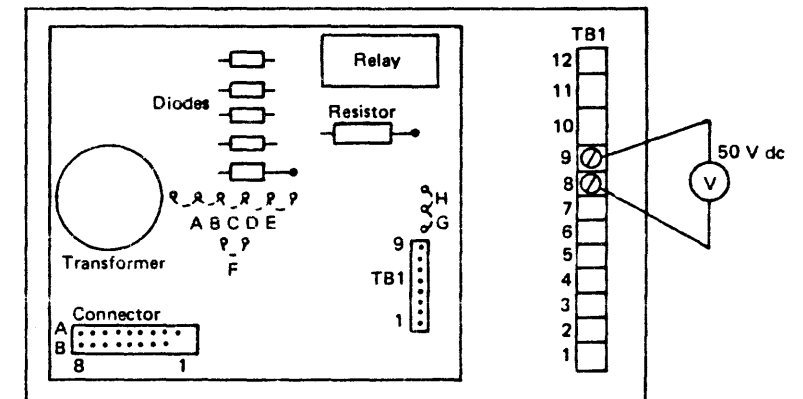 TB1
12
11
10
9
8
7
6
5
4
3
2
1
50 V dc
V
Relay
Diodes
Resistor
A B C D E
F
H
G
Transformer
9
TB1
1
Connector
A
B
8 1